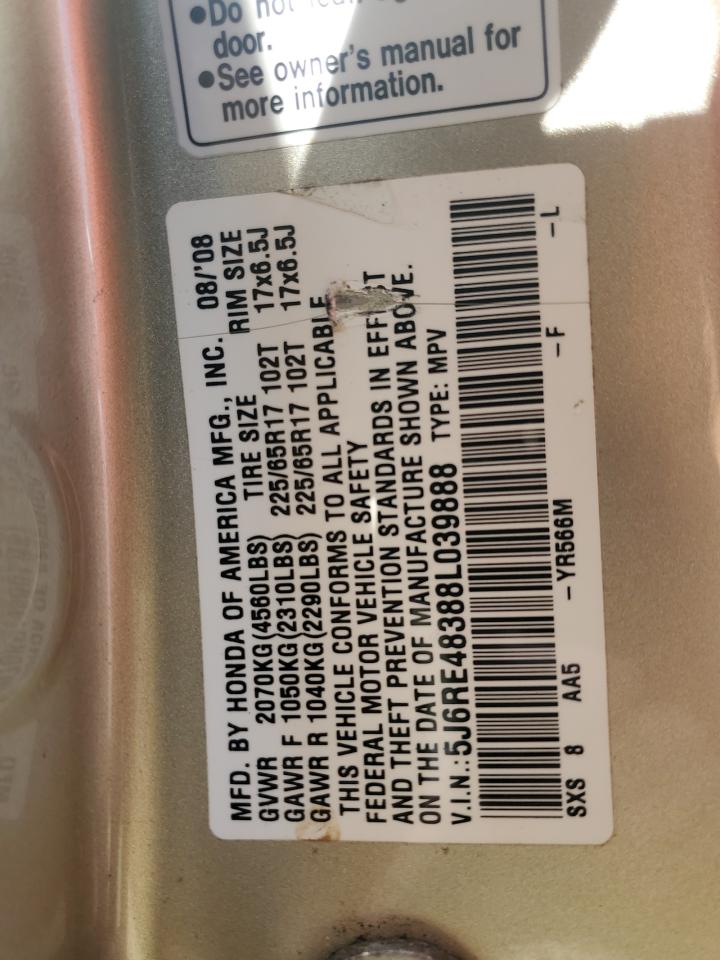 ●Do not
door.
●See owner's manual for
more information.
MFD. BY HONDA OF AMERICA MFG., INC. 08/'08
GVWR 2070KG(4560LBS) TIRE SIZE RIM SIZE
GAWR F 1050KG(2310LBS) 225/65R17 102T 17x6.5J
GAWR R 1040KG(2290LBS) 225/65R17 102T 17x6.5J
THIS VEHICLE CONFORMS TO ALL APPLICABLE
FEDERAL MOTOR VEHICLE SAFETY
AND THEFT PREVENTION STANDARDS IN EFFECT
ON THE DATE OF MANUFACTURE SHOWN ABOVE.
V.I.N.:5J6RE48388L039888 TYPE: MPV
SXS 8 AA5 -YR566M -F -L